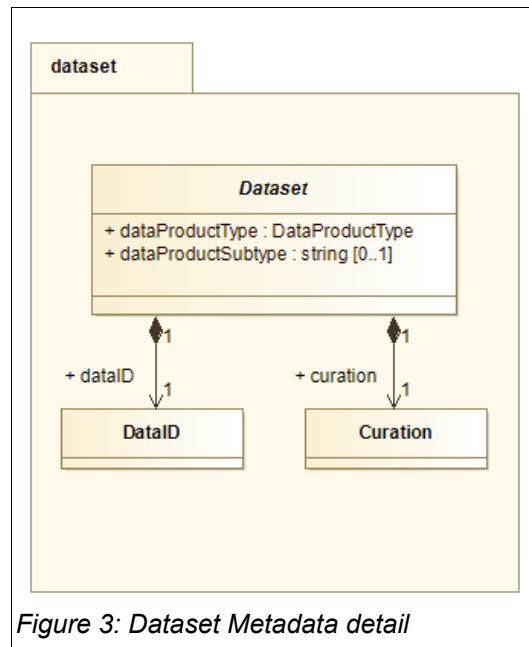 dataset
Dataset
+ dataProductType : DataProductType
+ dataProductSubtype : string [0..1]
1
1
+ dataID
+ curation
1
1
DataID
Curation
Figure 3: Dataset Metadata detail